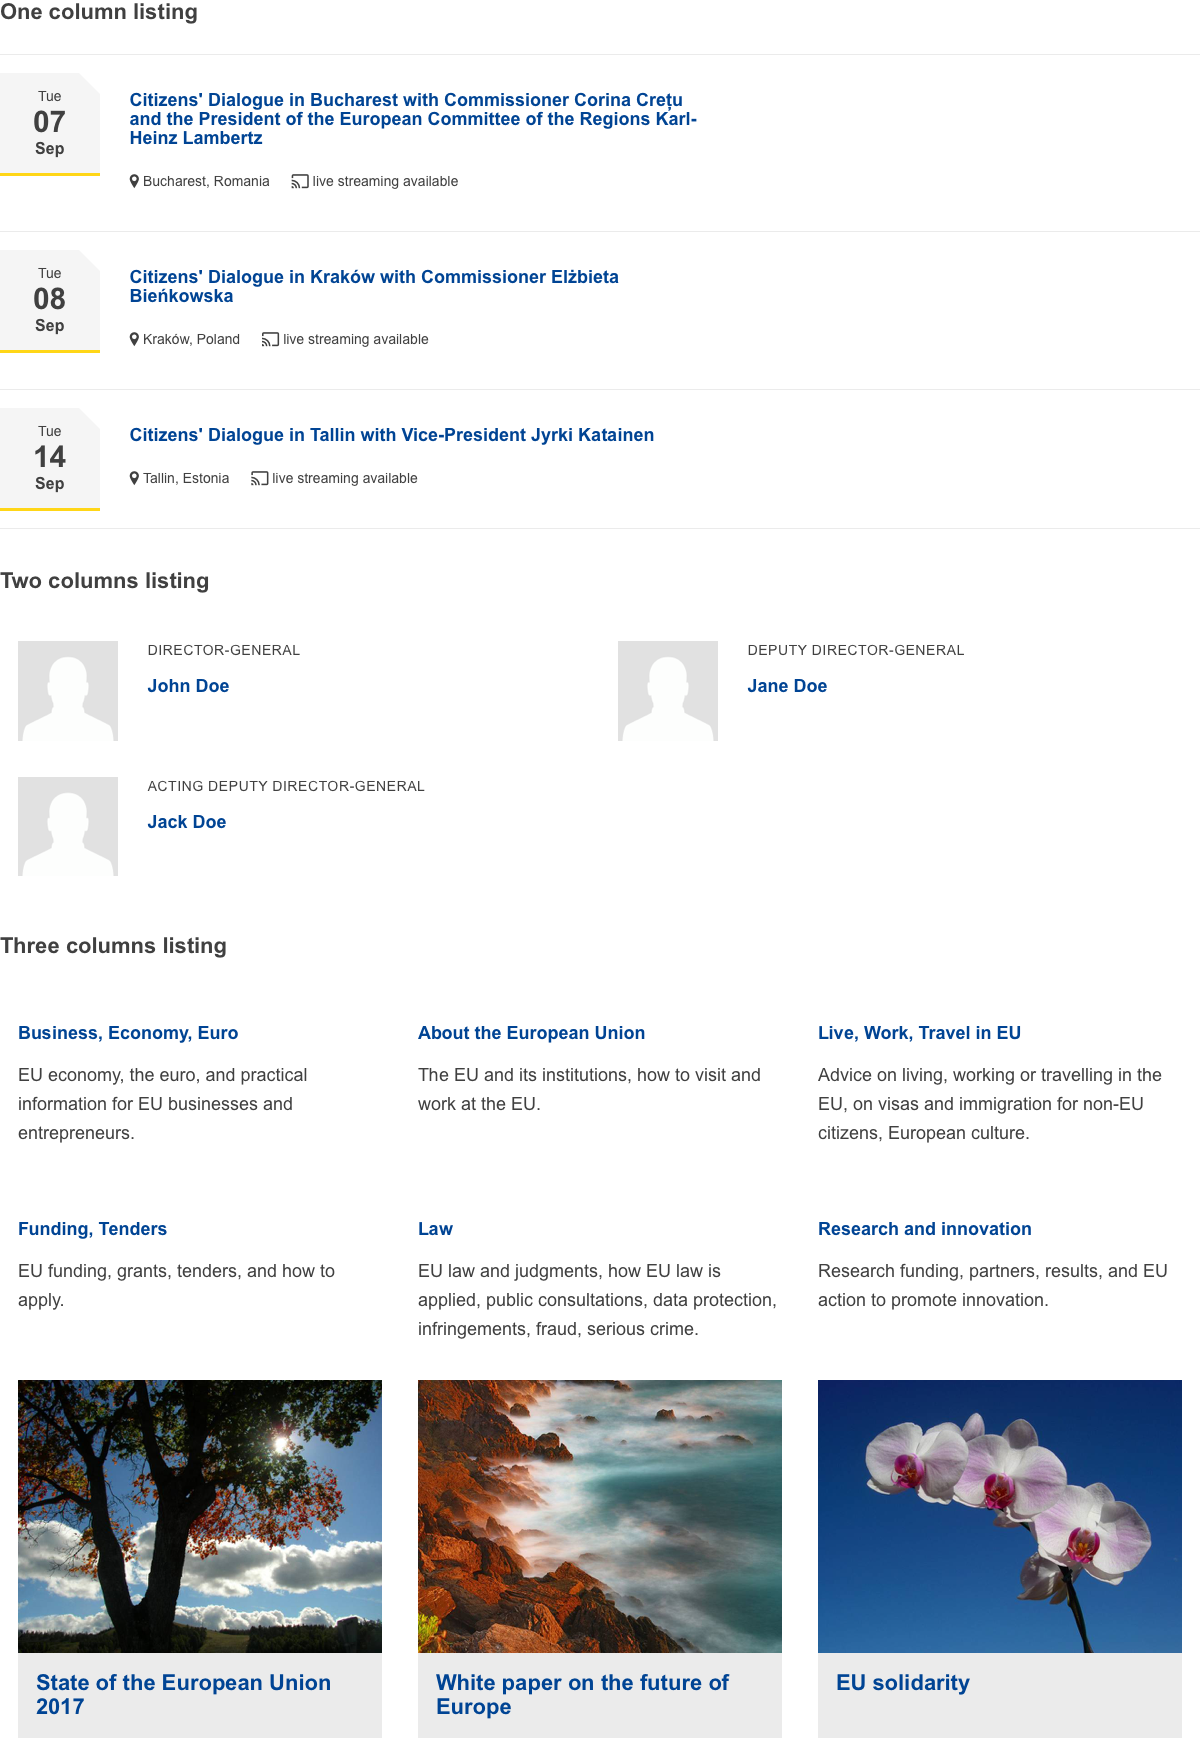 One column listing
Tue
07
Sep
Citizens' Dialogue in Bucharest with Commissioner Corina Crețu
and the President of the European Committee of the Regions Karl-
Heinz Lambertz
Bucharest, Romania live streaming available
Tue
08
Sep
Citizens' Dialogue in Kraków with Commissioner Elżbieta
Bieńkowska
Kraków, Poland live streaming available
Tue
14
Sep
Citizens' Dialogue in Tallin with Vice-President Jyrki Katainen
Tallin, Estonia live streaming available
Two columns listing
DIRECTOR-GENERAL
John Doe
DEPUTY DIRECTOR-GENERAL
Jane Doe
ACTING DEPUTY DIRECTOR-GENERAL
Jack Doe
Three columns listing
Business, Economy, Euro
EU economy, the euro, and practical
information for EU businesses and
entrepreneurs.
About the European Union
The EU and its institutions, how to visit and
work at the EU.
Live, Work, Travel in EU
Advice on living, working or travelling in the
EU, on visas and immigration for non-EU
citizens, European culture.
Funding, Tenders
EU funding, grants, tenders, and how to
apply.
Law
EU law and judgments, how EU law is
applied, public consultations, data protection,
infringements, fraud, serious crime.
Research and innovation
Research funding, partners, results, and EU
action to promote innovation.
State of the European Union
2017
White paper on the future of
Europe
EU solidarity